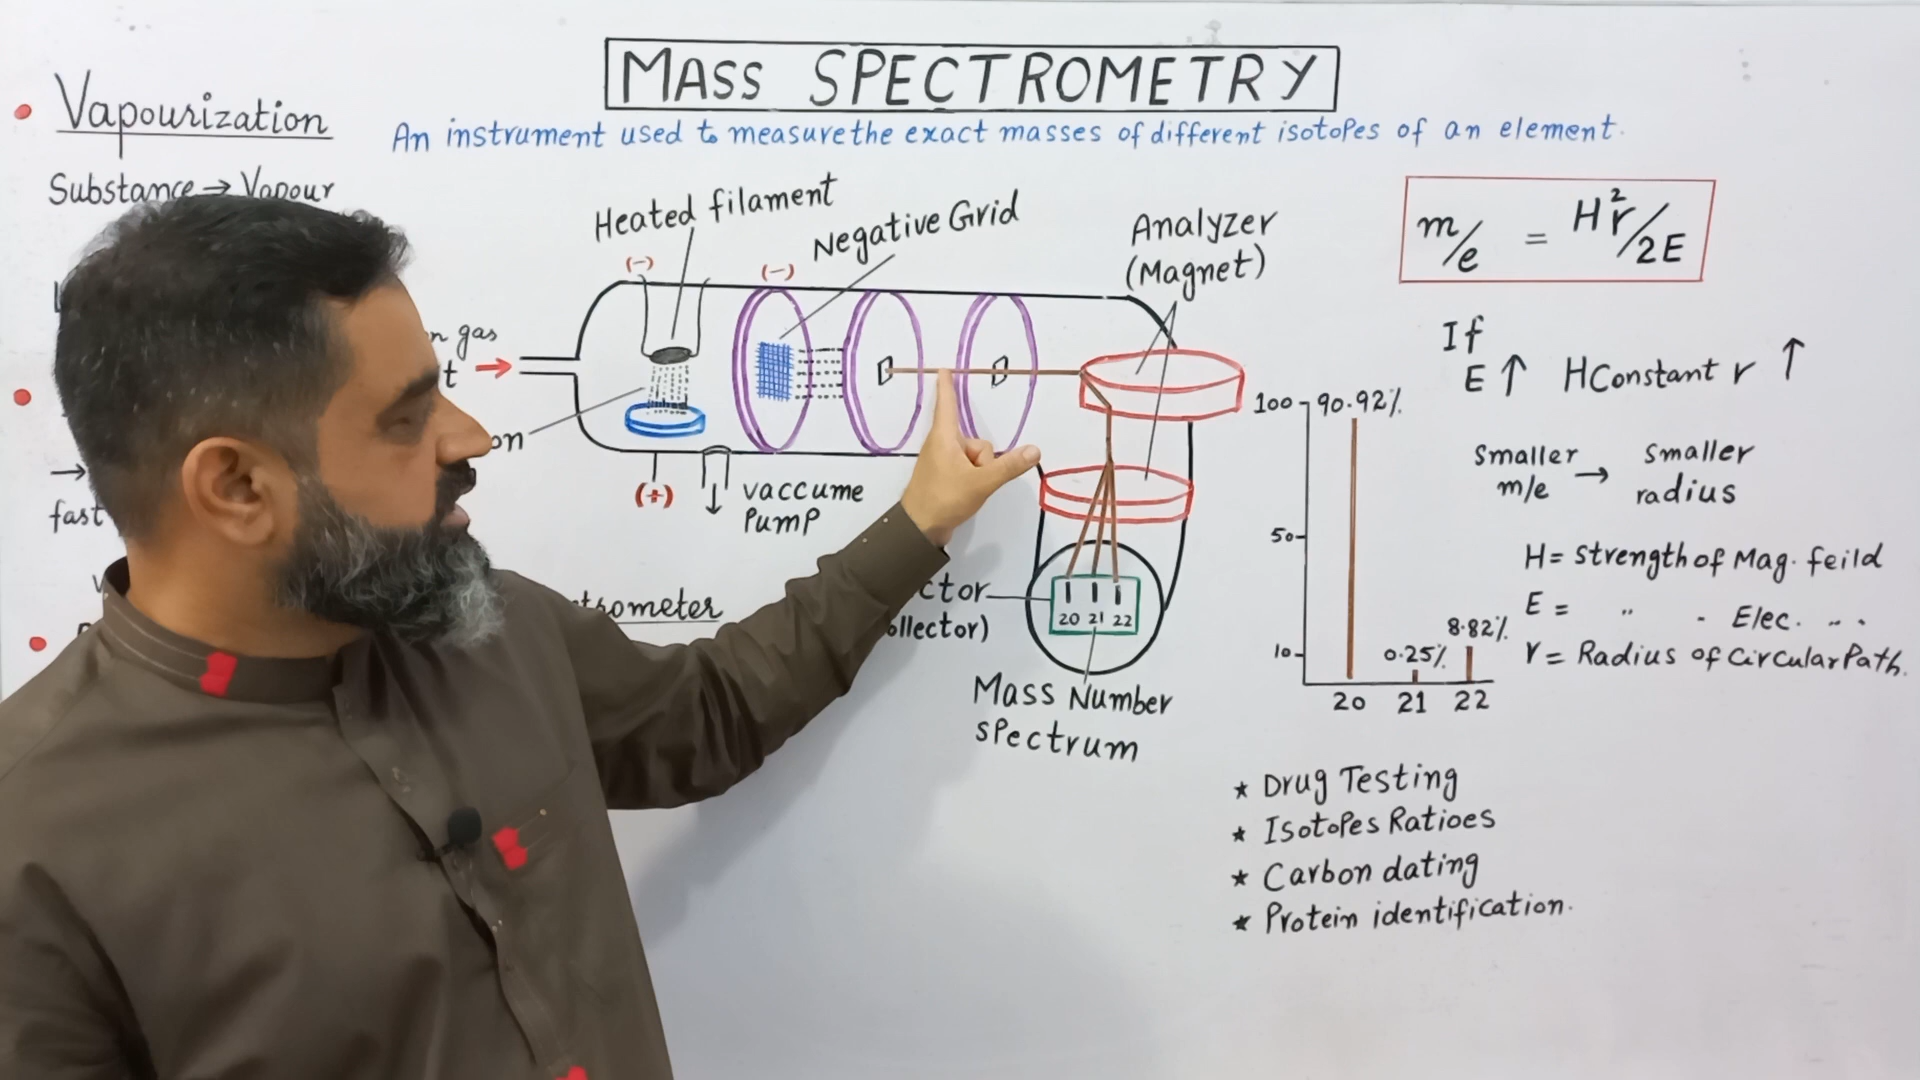 MASS SPECTROMETRY
An instrument used to measure the exact masses of different isotopes of an element.
Vapourization
Substance → Vapour
gas
→
fast
Heated filament
(-)
(-)
Negative Grid
Analyzer
(Magnet)
(+)
vaccume
Pump
20 21 22
Mass Number
spectrum
m/e = H²r/2E
If
E ↑ H Constant r ↑
Smaller m/e → Smaller radius
H = strength of Mag. feild
E = " - Elec. " "
r = Radius of Circular Path.
100
50
10
90.92%
0.25%
8.82%
20 21 22
★ Drug Testing
★ Isotopes Ratioes
★ Carbon dating
★ Protein identification.